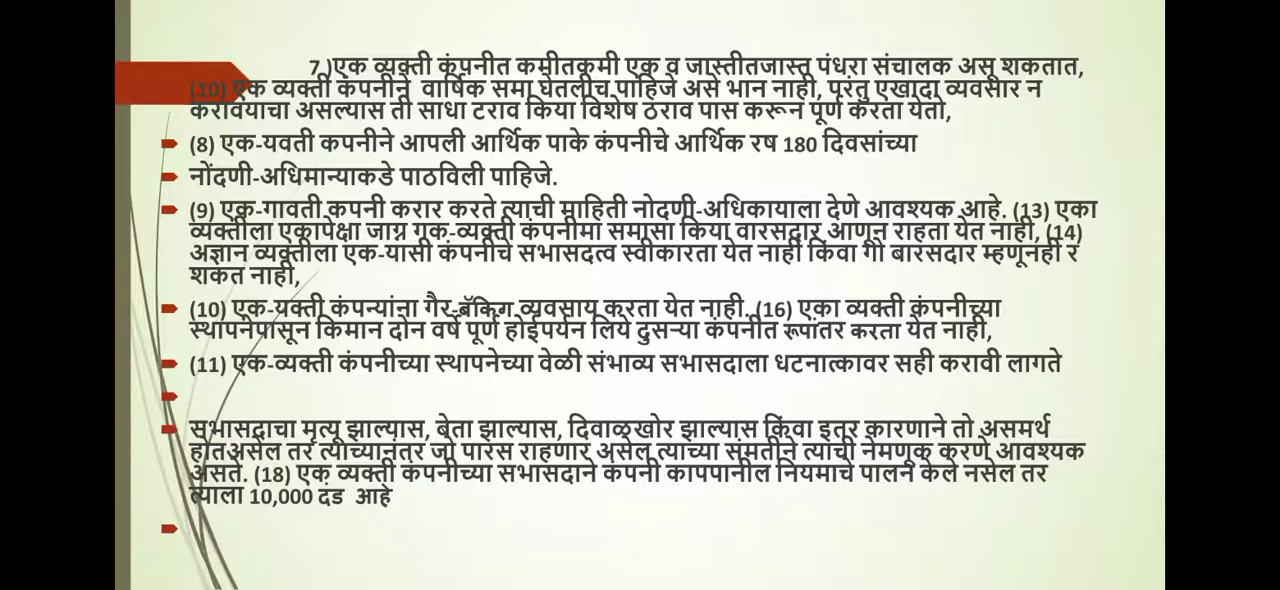 7 )एक व्यक्ती कंपनीत कमीतकमी एक व जास्तीतजास्त पंधरा संचालक असू शकतात,
(10) एक व्यक्ती कंपनीने वार्षिक समा घेतलीच पाहिजे असे भान नाही, परंतु एखादा व्यवसार न
करावयाचा असल्यास ती साधा टराव किया विशेष ठराव पास करून पूर्ण करता येतो,
(8) एक-यवती कपनीने आपली आर्थिक पाके कंपनीचे आर्थिक रष 180 दिवसांच्या
नोंदणी-अधिमान्याकडे पाठविली पाहिजे.
(9) एक-गावती कपनी करार करते त्याची माहिती नोदणी-अधिकायाला देणे आवश्यक आहे. (13) एका
व्यक्तीला एकापेक्षा जाग्न गक-व्यक्ती कंपनीमा समासा किया वारसदार आणून राहता येत नाही, (14)
अज्ञान व्यक्तीला एक-यासी कंपनीचे सभासदत्व स्वीकारता येत नाही किंवा गो बारसदार म्हणूनही र
शकत नाही,
(10) एक-यक्ती कंपन्यांना गैर-बॅकिंग-व्यवसाय करता येत नाही. (16) एका व्यक्ती कंपनीच्या
स्थापनेपासून किमान दोन वर्षे पूर्ण होईपर्यन लिये दुसऱ्या कंपनीत रूपांतर करता येत नाही,
(11) एक-व्यक्ती कंपनीच्या स्थापनेच्या वेळी संभाव्य सभासदाला धटनात्कावर सही करावी लागते
सभासदाचा मृत्यू झाल्यास, बेता झाल्यास, दिवाळखोर झाल्यास किंवा इतर कारणाने तो असमर्थ
होतअसेल तर त्याच्यानंतर जो पारस राहणार असेल त्याच्या संमतीने त्याची नेमणूक करणे आवश्यक
असते. (18) एक व्यक्ती कंपनीच्या सभासदाने कंपनी कापपानील नियमाचे पालन केले नसेल तर
त्याला 10,000 दंड आहे